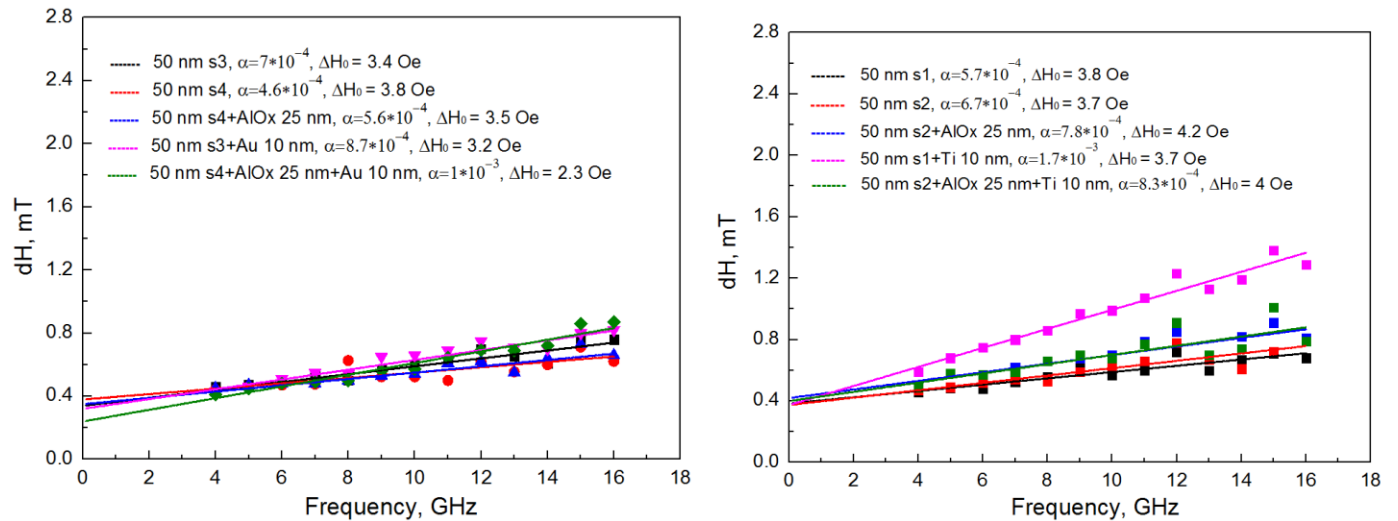 2.8
2.4
2.0
1.6
1.2
0.8
0.4
0.0
dH, mT
50 nm s3, α=7*10⁻⁴, ΔH₀ = 3.4 Oe
50 nm s4, α=4.6*10⁻⁴, ΔH₀ = 3.8 Oe
50 nm s4+AlOx 25 nm, α=5.6*10⁻⁴, ΔH₀ = 3.5 Oe
50 nm s3+Au 10 nm, α=8.7*10⁻⁴, ΔH₀ = 3.2 Oe
50 nm s4+AlOx 25 nm+Au 10 nm, α=1*10⁻³, ΔH₀ = 2.3 Oe
0 2 4 6 8 10 12 14 16 18
Frequency, GHz
2.8
2.4
2.0
1.6
1.2
0.8
0.4
0.0
dH, mT
50 nm s1, α=5.7*10⁻⁴, ΔH₀ = 3.8 Oe
50 nm s2, α=6.7*10⁻⁴, ΔH₀ = 3.7 Oe
50 nm s2+AlOx 25 nm, α=7.8*10⁻⁴, ΔH₀ = 4.2 Oe
50 nm s1+Ti 10 nm, α=1.7*10⁻³, ΔH₀ = 3.7 Oe
50 nm s2+AlOx 25 nm+Ti 10 nm, α=8.3*10⁻⁴, ΔH₀ = 4 Oe
0 2 4 6 8 10 12 14 16 18
Frequency, GHz